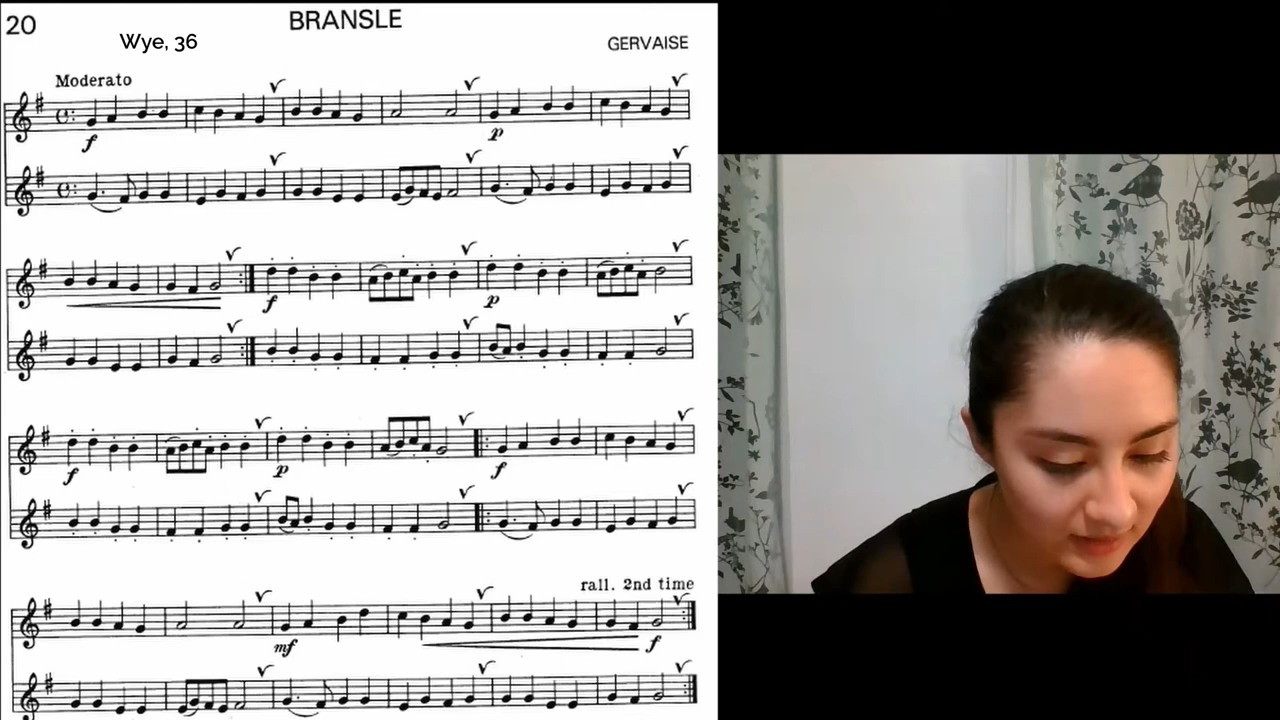 20
BRANSLE
Wye, 36
GERVAISE
Moderato
f
p
f
p
f
p
f
rall. 2nd time
mf
f